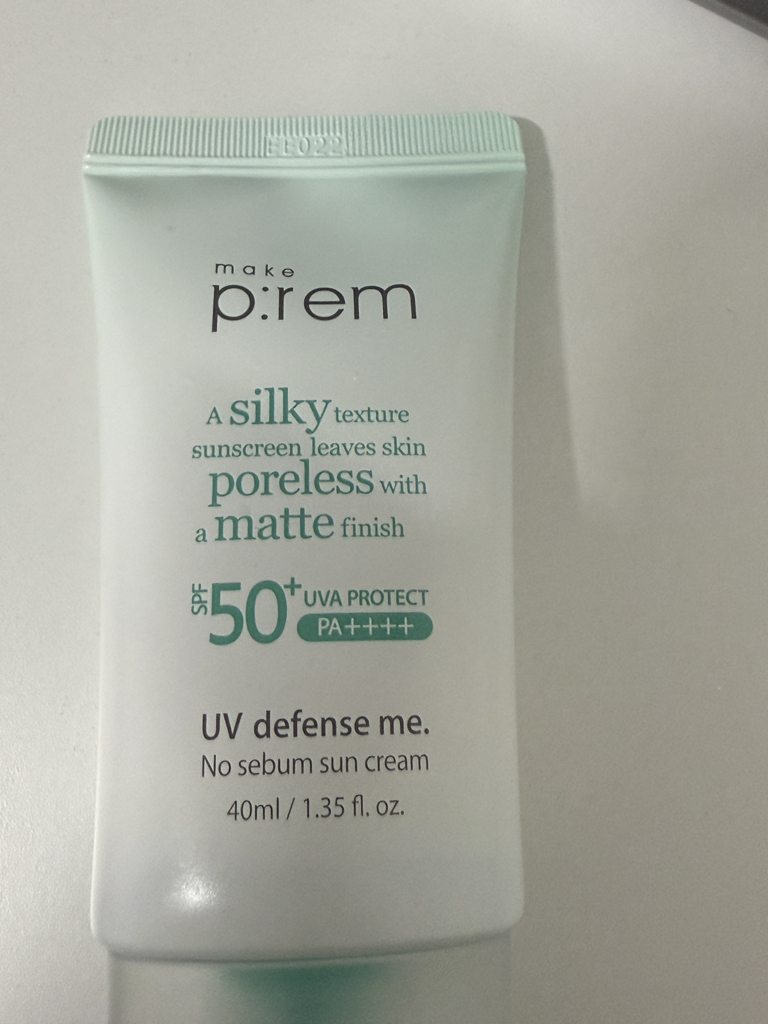 make
p:rem
A silky texture
sunscreen leaves skin
poreless with
a matte finish
SPF 50+ UVA PROTECT
PA++++
UV defense me.
No sebum sun cream
40ml / 1.35 fl. oz.